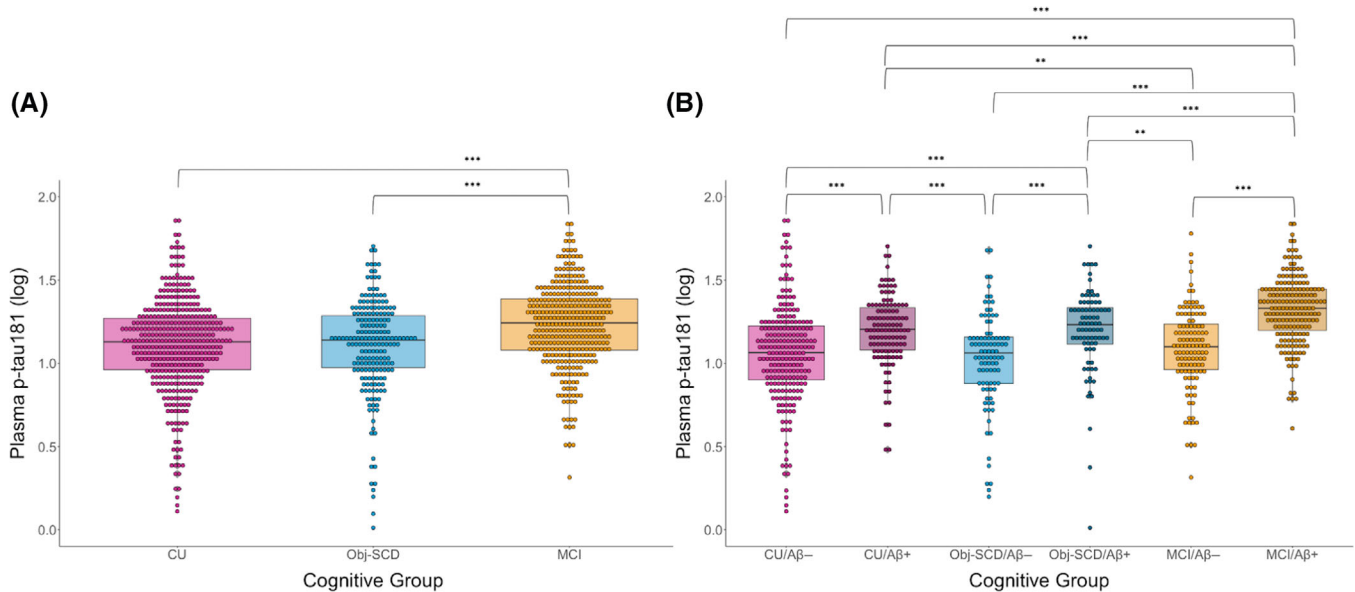 (A)
***
***
2.0
1.5
1.0
0.5
0.0
Plasma p-tau181 (log)
CU Obj-SCD MCI
Cognitive Group
(B)
***
***
**
***
***
**
***
*** *** *** ***
2.0
1.5
1.0
0.5
0.0
Plasma p-tau181 (log)
CU/Aβ– CU/Aβ+ Obj-SCD/Aβ– Obj-SCD/Aβ+ MCI/Aβ– MCI/Aβ+
Cognitive Group